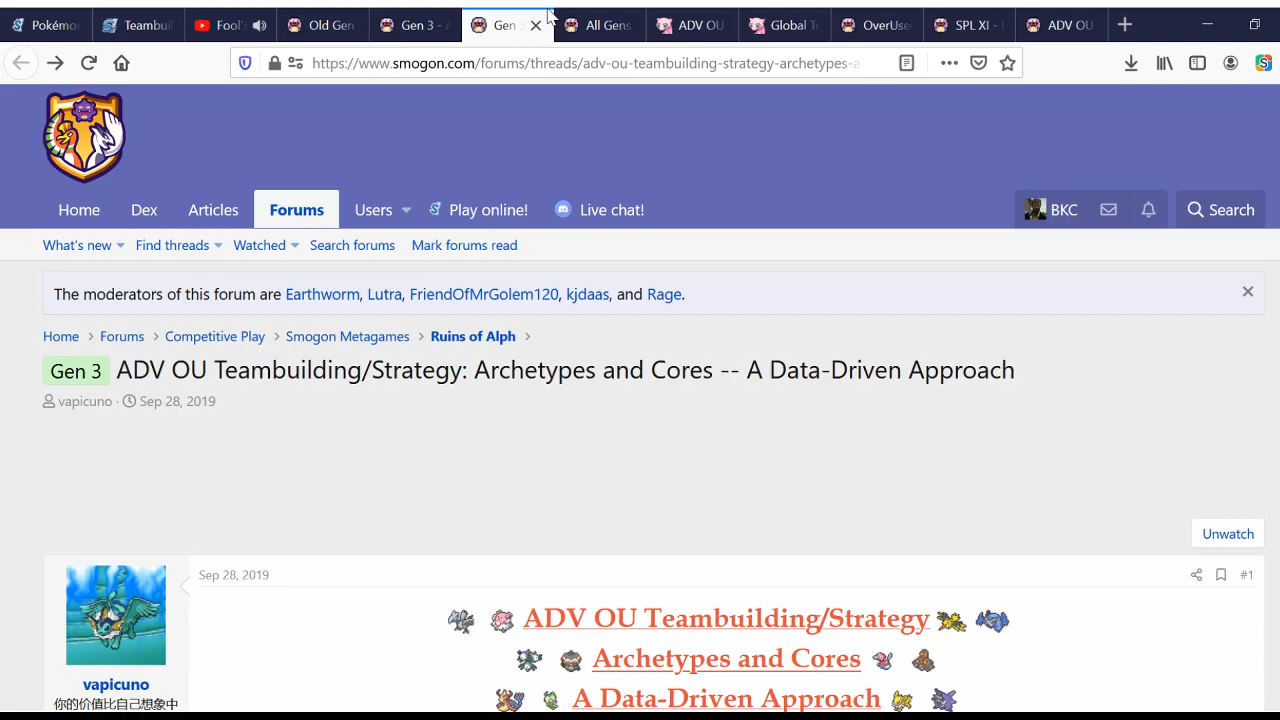 Pokémo
Teambuil
Fool's
Old Gen
Gen 3 - A
Gen
All Gens
ADV OU
Global To
OverUse
SPL XI -
ADV OU
https://www.smogon.com/forums/threads/adv-ou-teambuilding-strategy-archetypes-a
Home Dex Articles Forums Users Play online! Live chat! BKC Search
What's new Find threads Watched Search forums Mark forums read
The moderators of this forum are Earthworm, Lutra, FriendOfMrGolem120, kjdaas, and Rage.
Home > Forums > Competitive Play > Smogon Metagames > Ruins of Alph >
Gen 3 ADV OU Teambuilding/Strategy: Archetypes and Cores -- A Data-Driven Approach
vapicuno · Sep 28, 2019
Unwatch
Sep 28, 2019 #1
ADV OU Teambuilding/Strategy
Archetypes and Cores
A Data-Driven Approach
vapicuno
你的价值比自己想象中